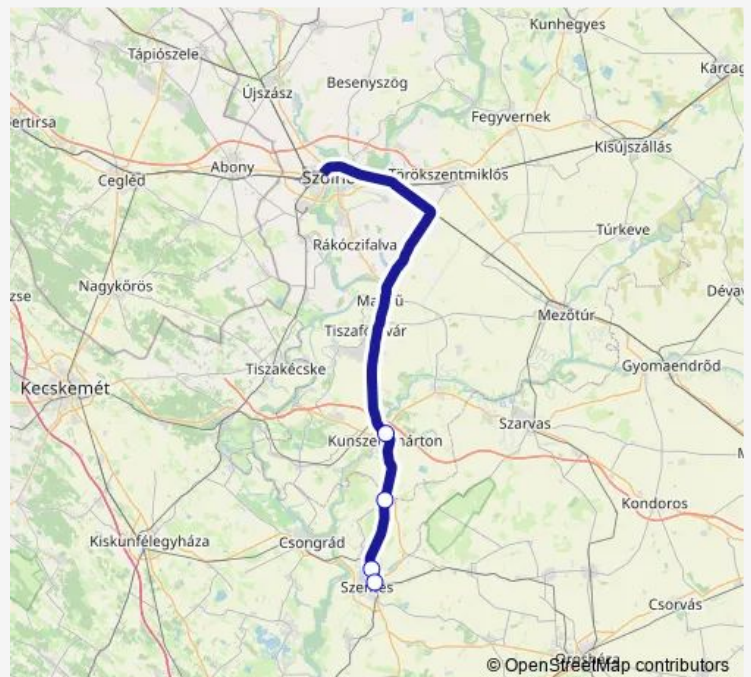 Kunhegyes
Tápiószele
Karcag
Besenyszög
Újszász
Fegyvernek
Kisújszállás
Abony
Cegléd
Törökszentmiklós
Túrkeve
Rákóczifalva
Nagykőrös
Mezőtúr
Tiszakécske
Gyomaendrőd
Kecskemét
Szarvas
Kondoros
Kiskunfélegyháza
Csongrád
Csorvás
© OpenStreetMap contributors